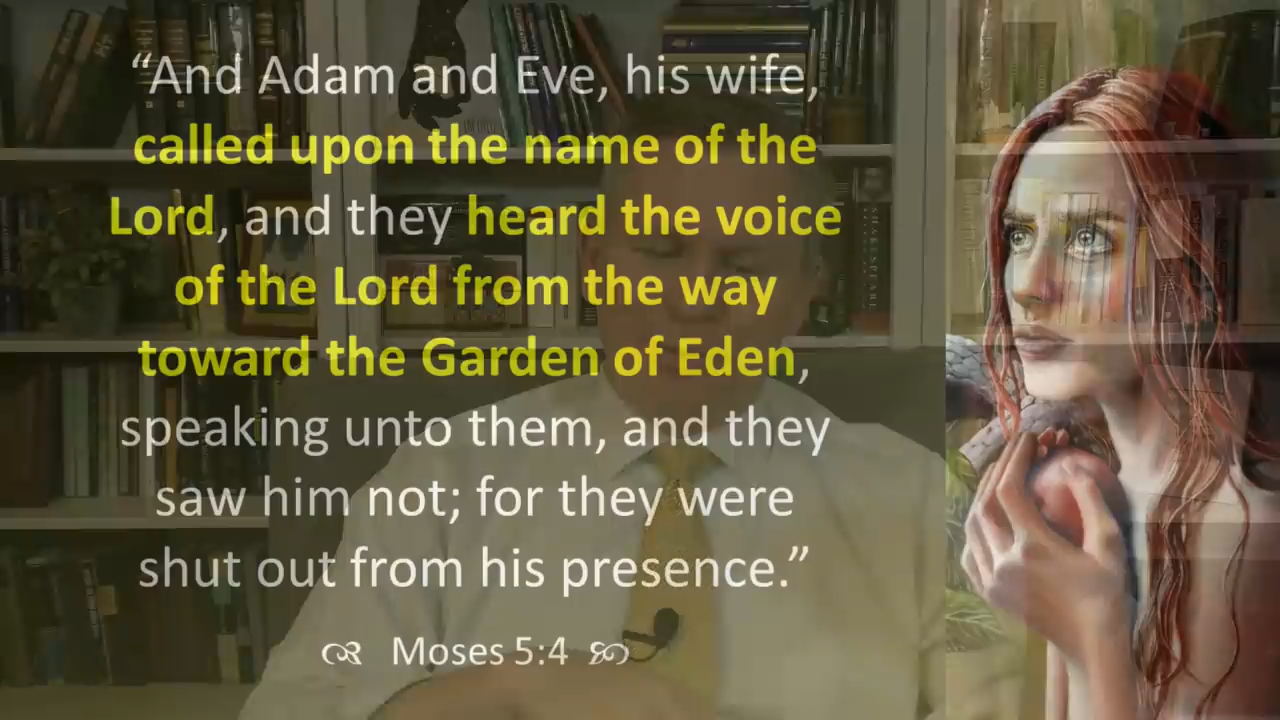 “And Adam and Eve, his wife,
called upon the name of the
Lord, and they heard the voice
of the Lord from the way
toward the Garden of Eden,
speaking unto them, and they
saw him not; for they were
shut out from his presence.”
Moses 5:4
SHAKESPEARE